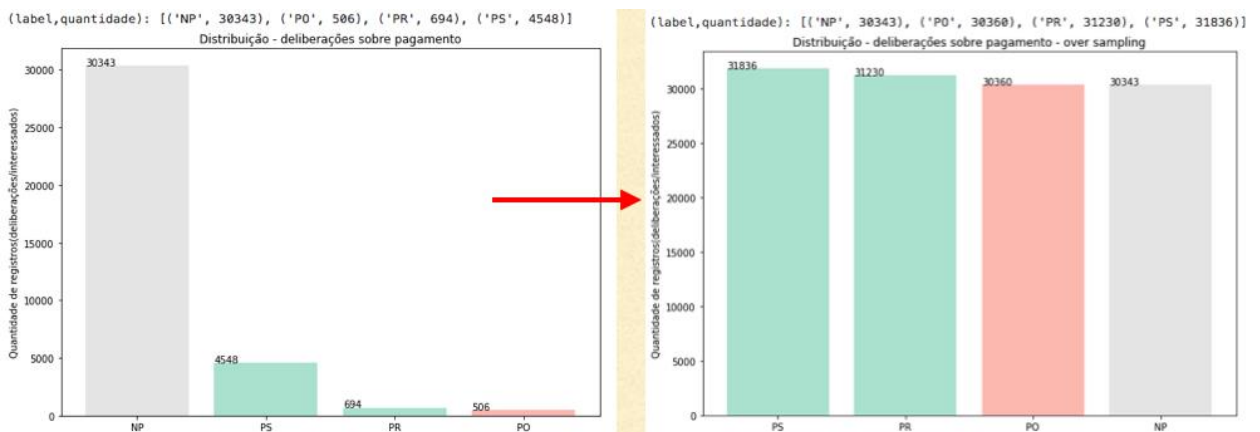 (label,quantidade): [('NP', 30343), ('PO', 506), ('PR', 694), ('PS', 4548)]
Distribuição - deliberações sobre pagamento
Quantidade de registros(deliberações/interessados)
30000
25000
20000
15000
10000
5000
0
30343
4548
694
506
NP PS PR PO
(label,quantidade): [('NP', 30343), ('PO', 30360), ('PR', 31230), ('PS', 31836)]
Distribuição - deliberações sobre pagamento - over sampling
Quantidade de registros(deliberações/interessados)
30000
25000
20000
15000
10000
5000
0
31836
31230
30360
30343
PS PR PO NP